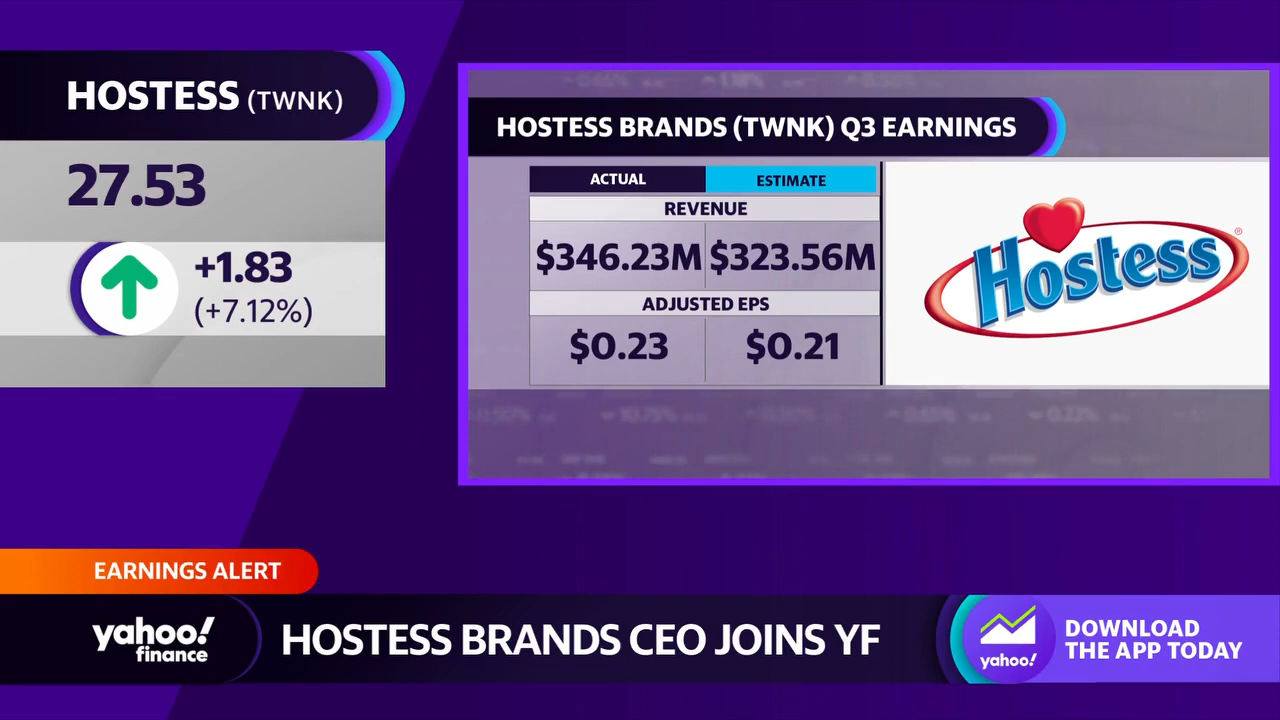 HOSTESS (TWNK)
27.53
+1.83
(+7.12%)
HOSTESS BRANDS (TWNK) Q3 EARNINGS
ACTUAL ESTIMATE
REVENUE
$346.23M $323.56M
ADJUSTED EPS
$0.23 $0.21
Hostess®
EARNINGS ALERT
yahoo!
finance
HOSTESS BRANDS CEO JOINS YF
yahoo!
DOWNLOAD
THE APP TODAY